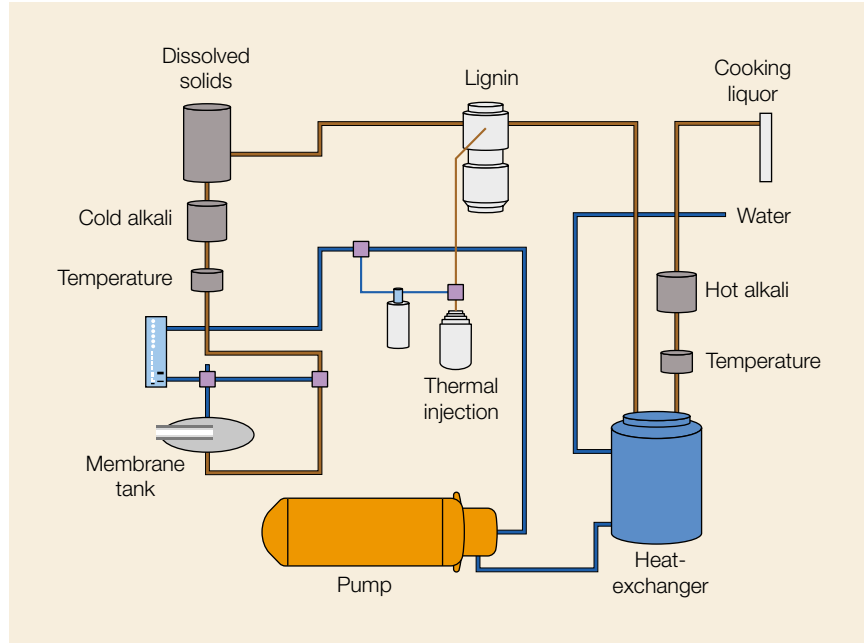 Dissolved
solids
Lignin
Cooking
liquor
Cold alkali
Water
Temperature
Hot alkali
Temperature
Thermal
injection
Membrane
tank
Pump
Heat-
exchanger